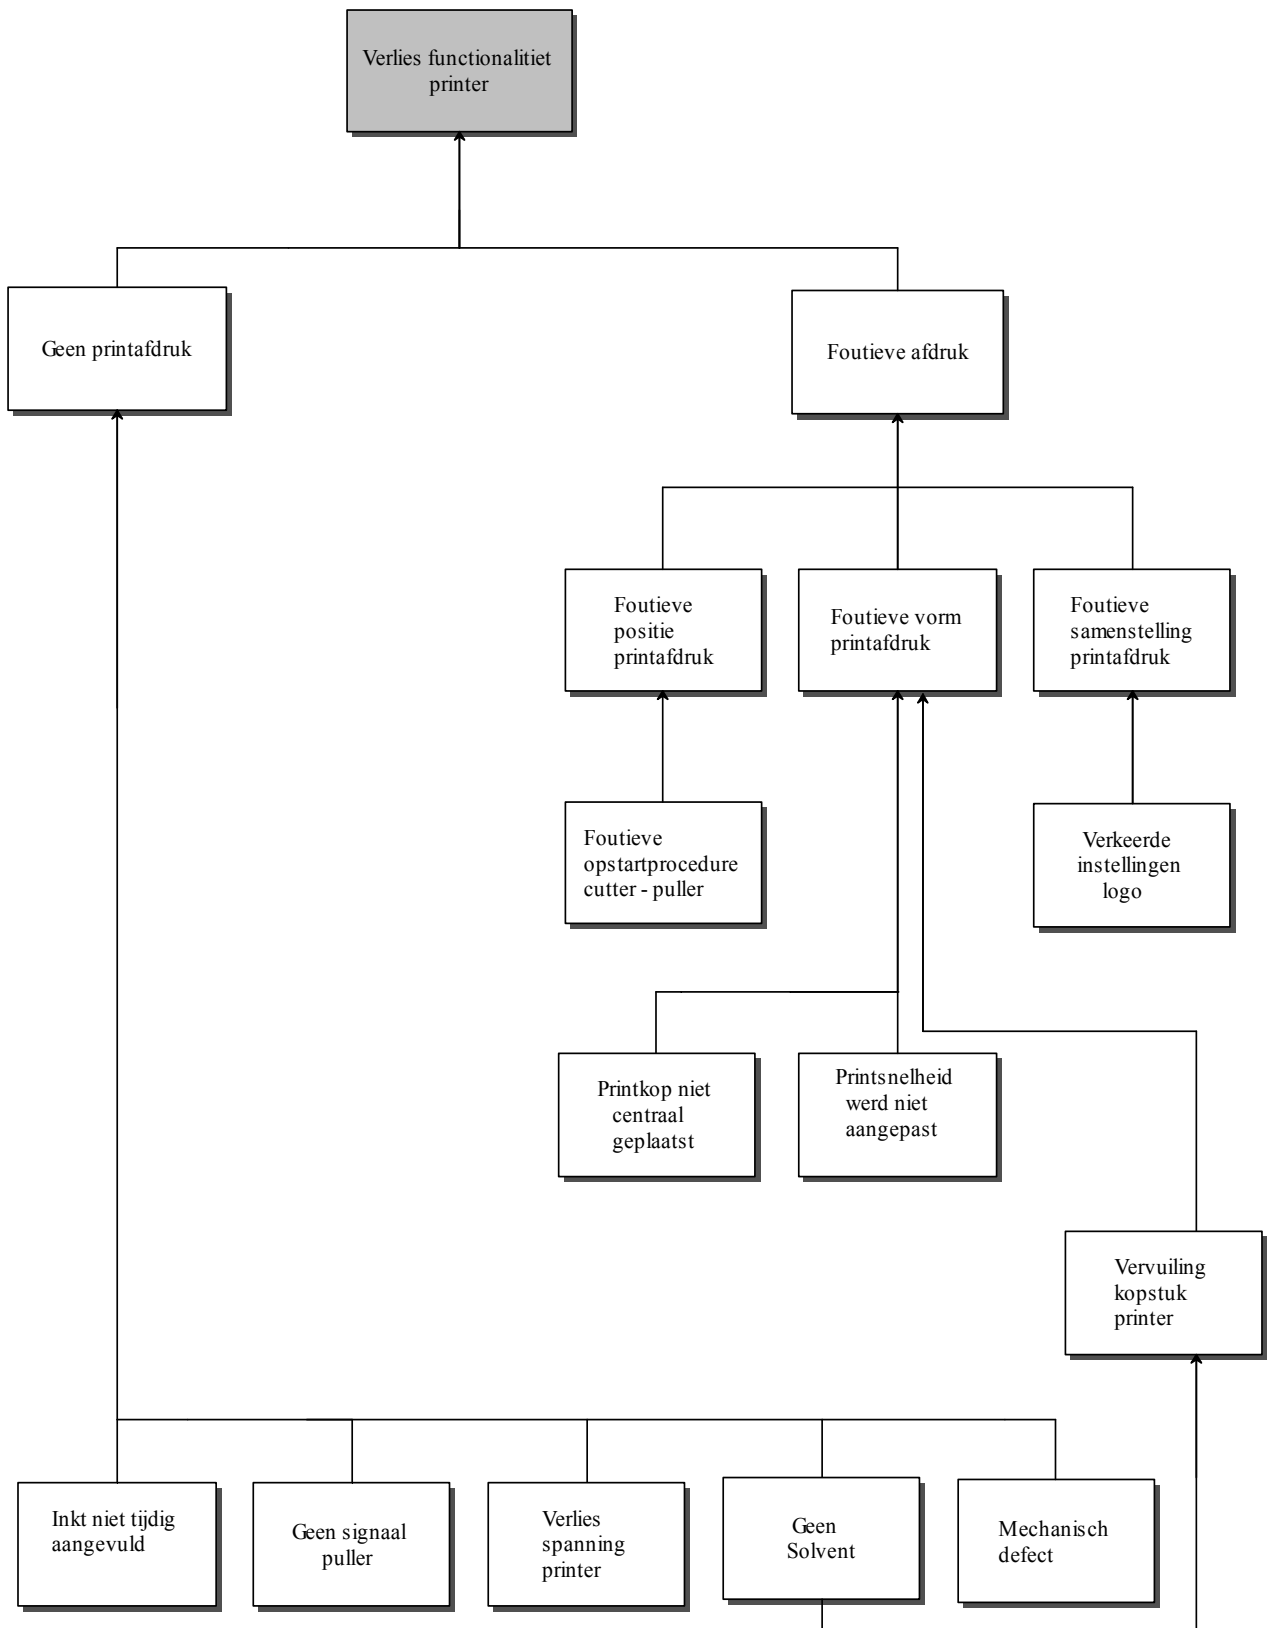 Verlies functionalitiet
printer
Geen printafdruk
Foutieve afdruk
Foutieve
positie
printafdruk
Foutieve vorm
printafdruk
Foutieve
samenstelling
printafdruk
Foutieve
opstartprocedure
cutter - puller
Verkeerde
instellingen
logo
Printkop niet
centraal
geplaatst
Printsnelheid
werd niet
aangepast
Vervuiling
kopstuk
printer
Inkt niet tijdig
aangevuld
Geen signaal
puller
Verlies
spanning
printer
Geen
Solvent
Mechanisch
defect